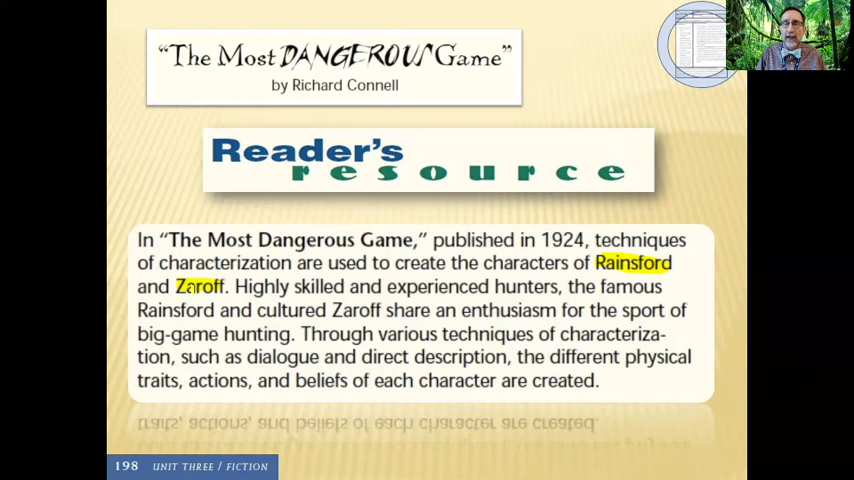 “The Most DANGEROUS Game”
by Richard Connell
Reader's
resource
In “The Most Dangerous Game,” published in 1924, techniques
of characterization are used to create the characters of Rainsford
and Zaroff. Highly skilled and experienced hunters, the famous
Rainsford and cultured Zaroff share an enthusiasm for the sport of
big-game hunting. Through various techniques of characteriza-
tion, such as dialogue and direct description, the different physical
traits, actions, and beliefs of each character are created.
198 UNIT THREE / FICTION